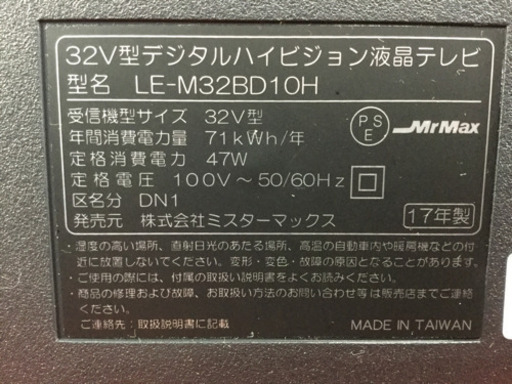 32V型デジタルハイビジョン液晶テレビ
型名 LE-M32BD10H
受信機型サイズ 32V型
年間消費電力量 71kWh/年
定格消費電力 47W
定格電圧 100V～50/60Hz
区名分 DN1
発売元 株式会社ミスターマックス
PSE
MrMax
17年製
・湿度の高い場所、直射日光のあたる場所、高温の自動車内や暖房機などの付
近に放置しないでください。変形・変色・故障の原因となることがあります。
・ご使用の際には、付属の取扱い説明書をよくお読みください。
・商品の修理および故障、お取扱い方法のお問い合わせ等は販売店までご連
絡ください。
ご連絡先：取扱説明書に記載
MADE IN TAIWAN